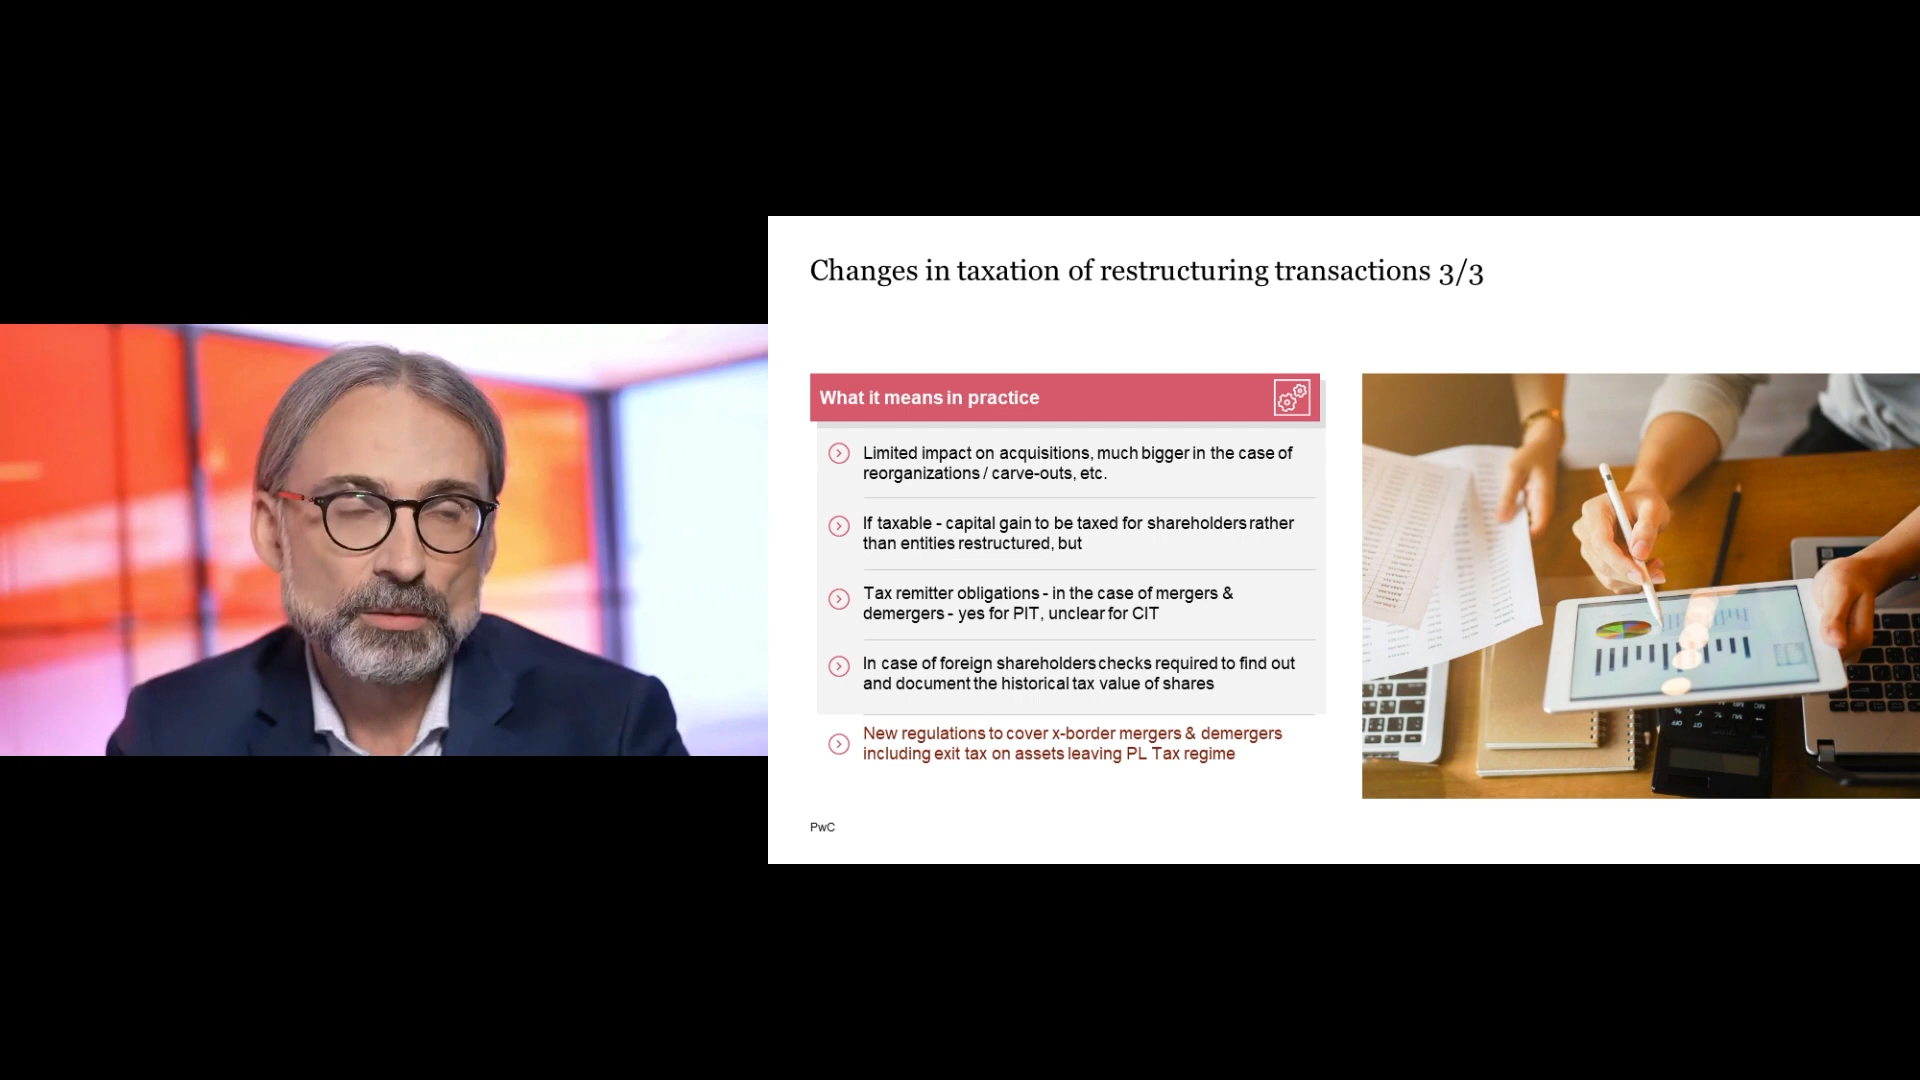 Changes in taxation of restructuring transactions 3/3
What it means in practice
Limited impact on acquisitions, much bigger in the case of
reorganizations / carve-outs, etc.
If taxable - capital gain to be taxed for shareholders rather
than entities restructured, but
Tax remitter obligations - in the case of mergers &
demergers - yes for PIT, unclear for CIT
In case of foreign shareholders checks required to find out
and document the historical tax value of shares
New regulations to cover x-border mergers & demergers
including exit tax on assets leaving PL Tax regime
PwC